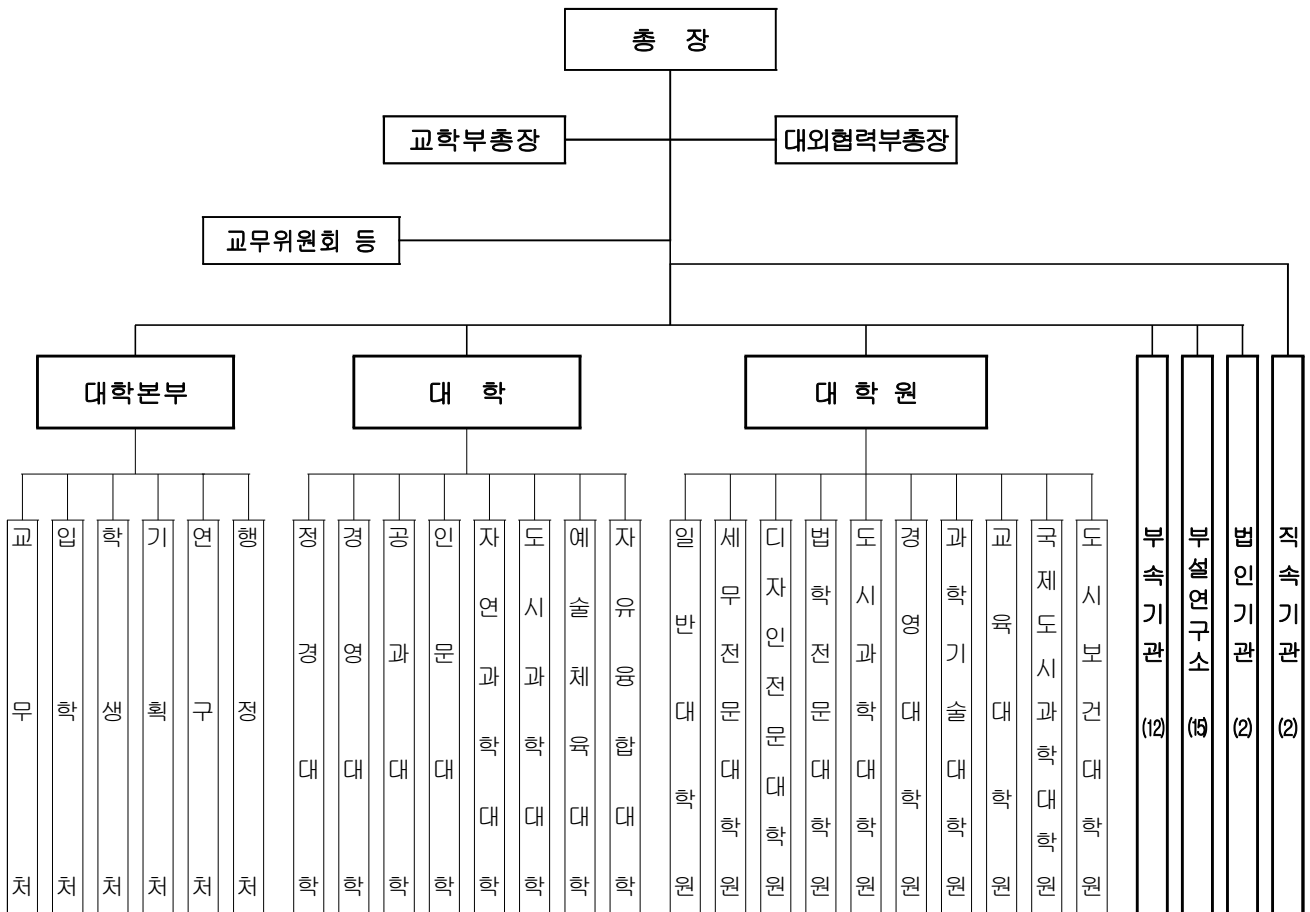 총 장
교학부총장
대외협력부총장
교무위원회 등
대학본부
대 학
대 학 원
교무처
입학처
학생처
기획처
연구처
행정처
정경대학
경영대학
공과대학
인문대학
자연과학대학
도시과학대학
예술체육대학
자유융합대학
일반대학원
세무전문대학원
디자인전문대학원
법학전문대학원
도시과학대학원
경영대학원
과학기술대학원
교육대학원
국제도시과학대학원
도시보건대학원
부속기관 (12)
부설연구소 (15)
법인기관 (2)
직속기관 (2)